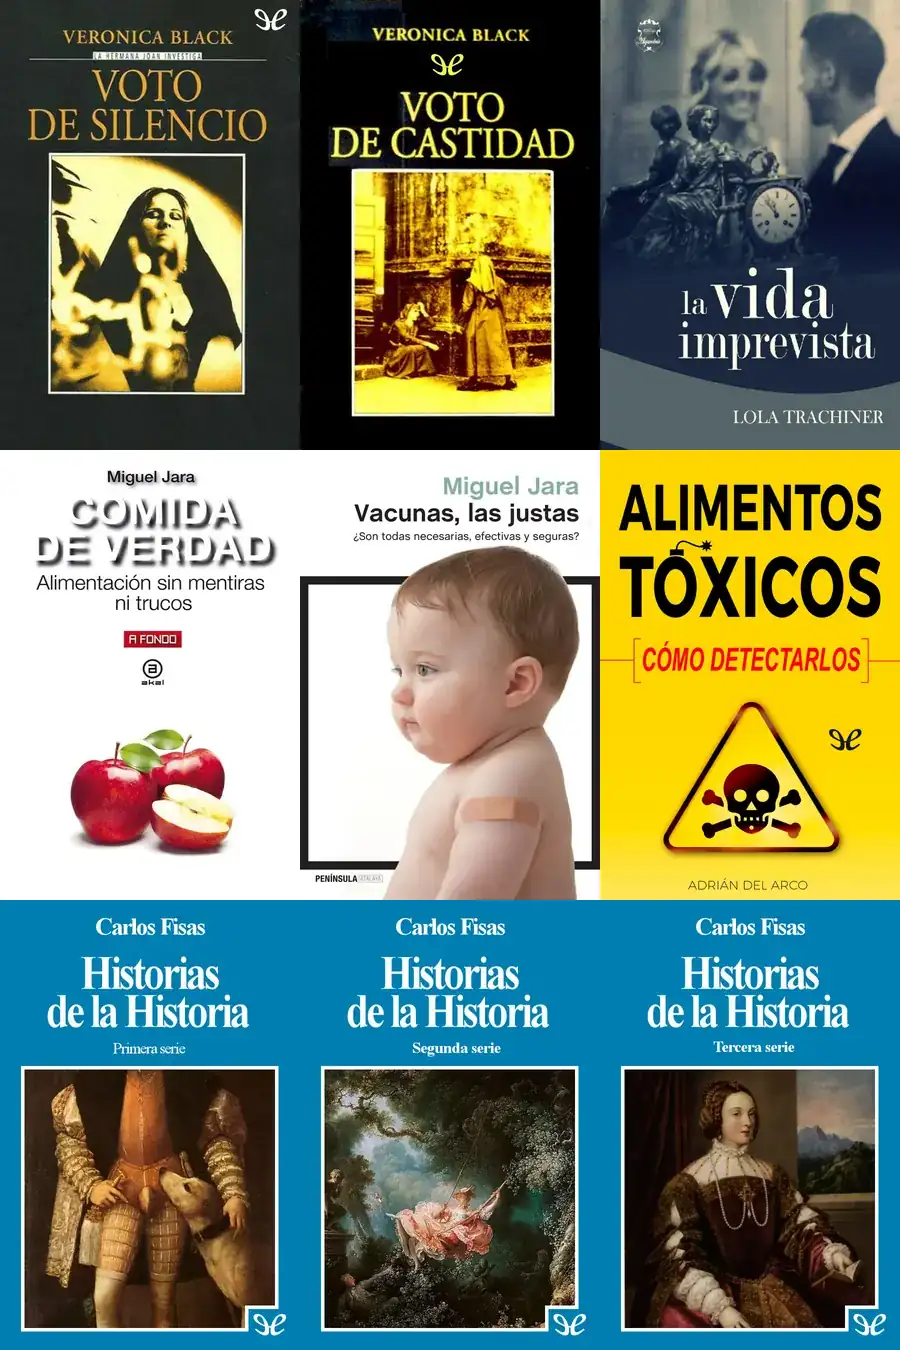 VERONICA BLACK
LA HERMANA JOAN INVESTIGA
VOTO
DE SILENCIO
VERONICA BLACK
VOTO
DE CASTIDAD
la vida
imprevista
LOLA TRACHINER
Miguel Jara
COMIDA
DE VERDAD
Alimentación sin mentiras
ni trucos
A FONDO
akal
Miguel Jara
Vacunas, las justas
¿Son todas necesarias, efectivas y seguras?
PENÍNSULA ATALAYA
ALIMENTOS
TÓXICOS
CÓMO DETECTARLOS
ADRIÁN DEL ARCO
Carlos Fisas
Historias
de la Historia
Primera serie
Carlos Fisas
Historias
de la Historia
Segunda serie
Carlos Fisas
Historias
de la Historia
Tercera serie